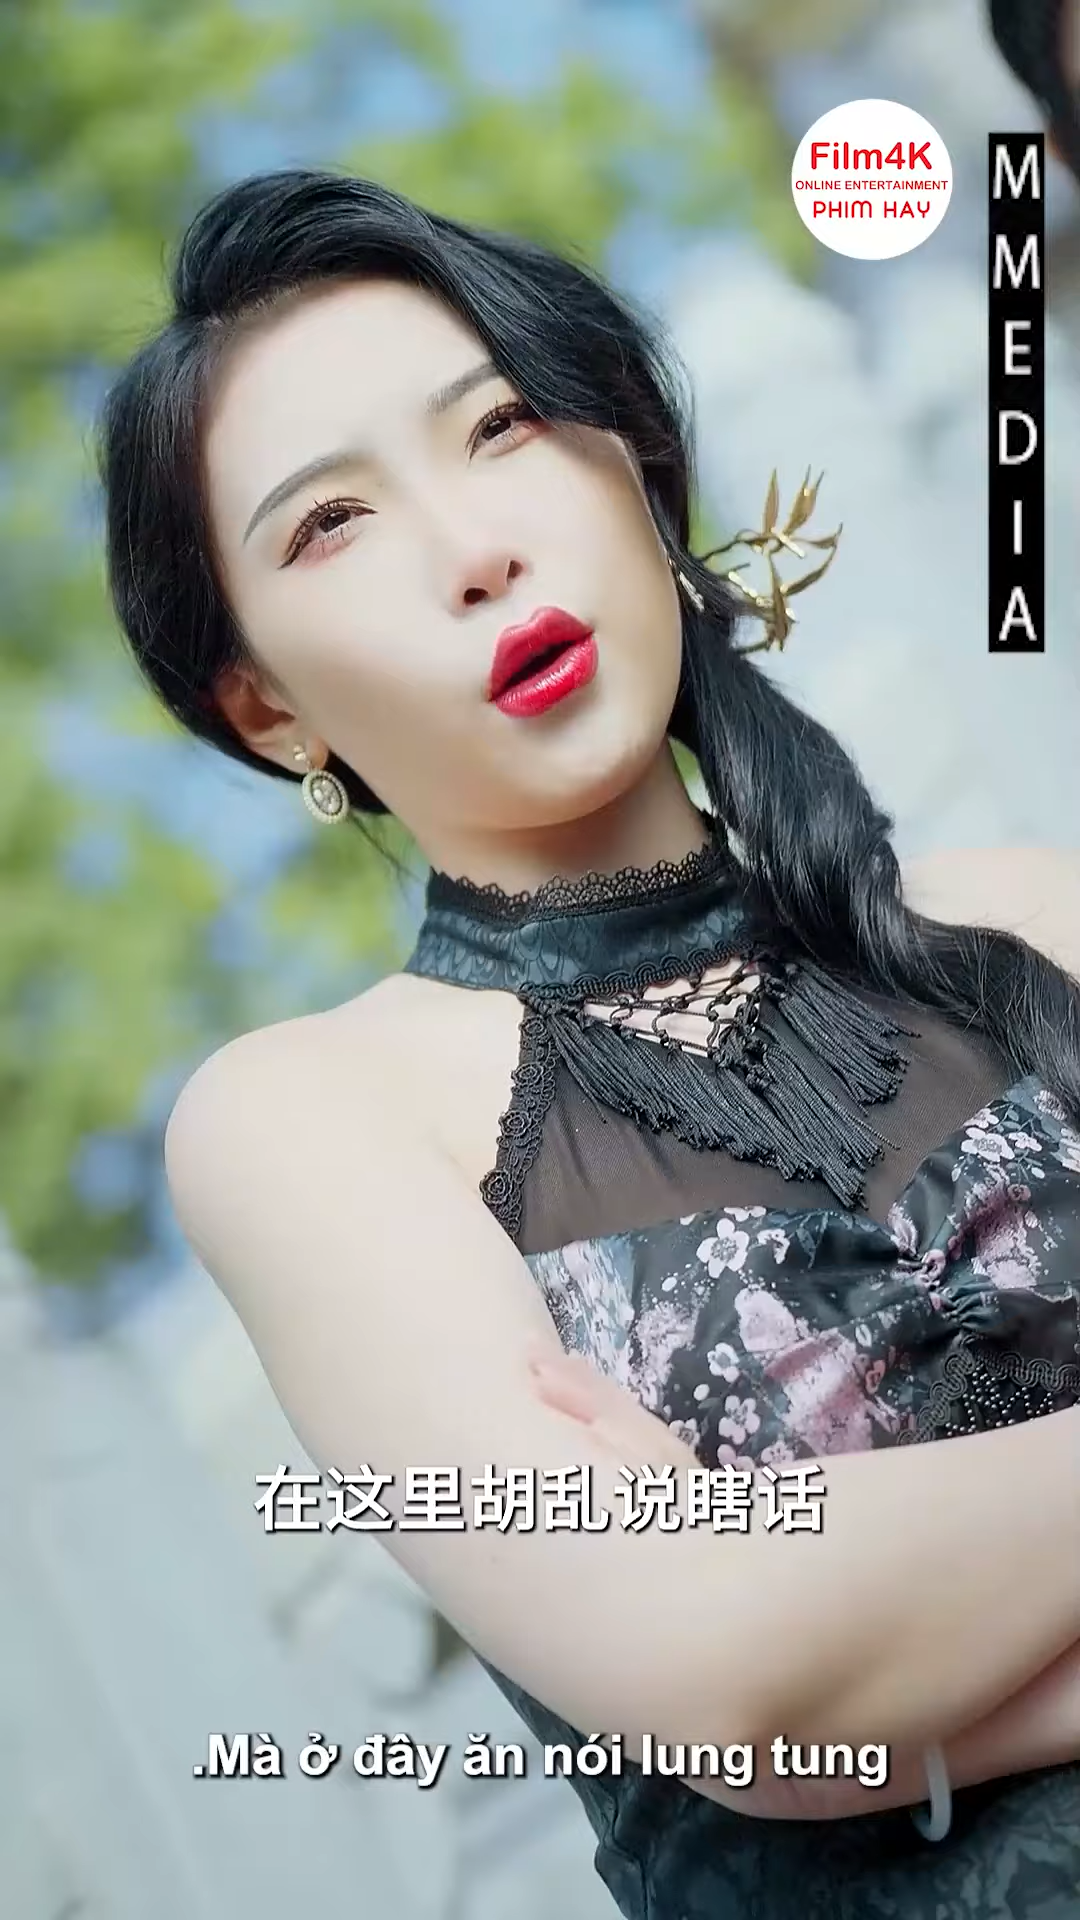 Film4K
ONLINE ENTERTAINMENT
PHIM HAY
MMEDIA
在这里胡乱说瞎话
.Mà ở đây ăn nói lung tung